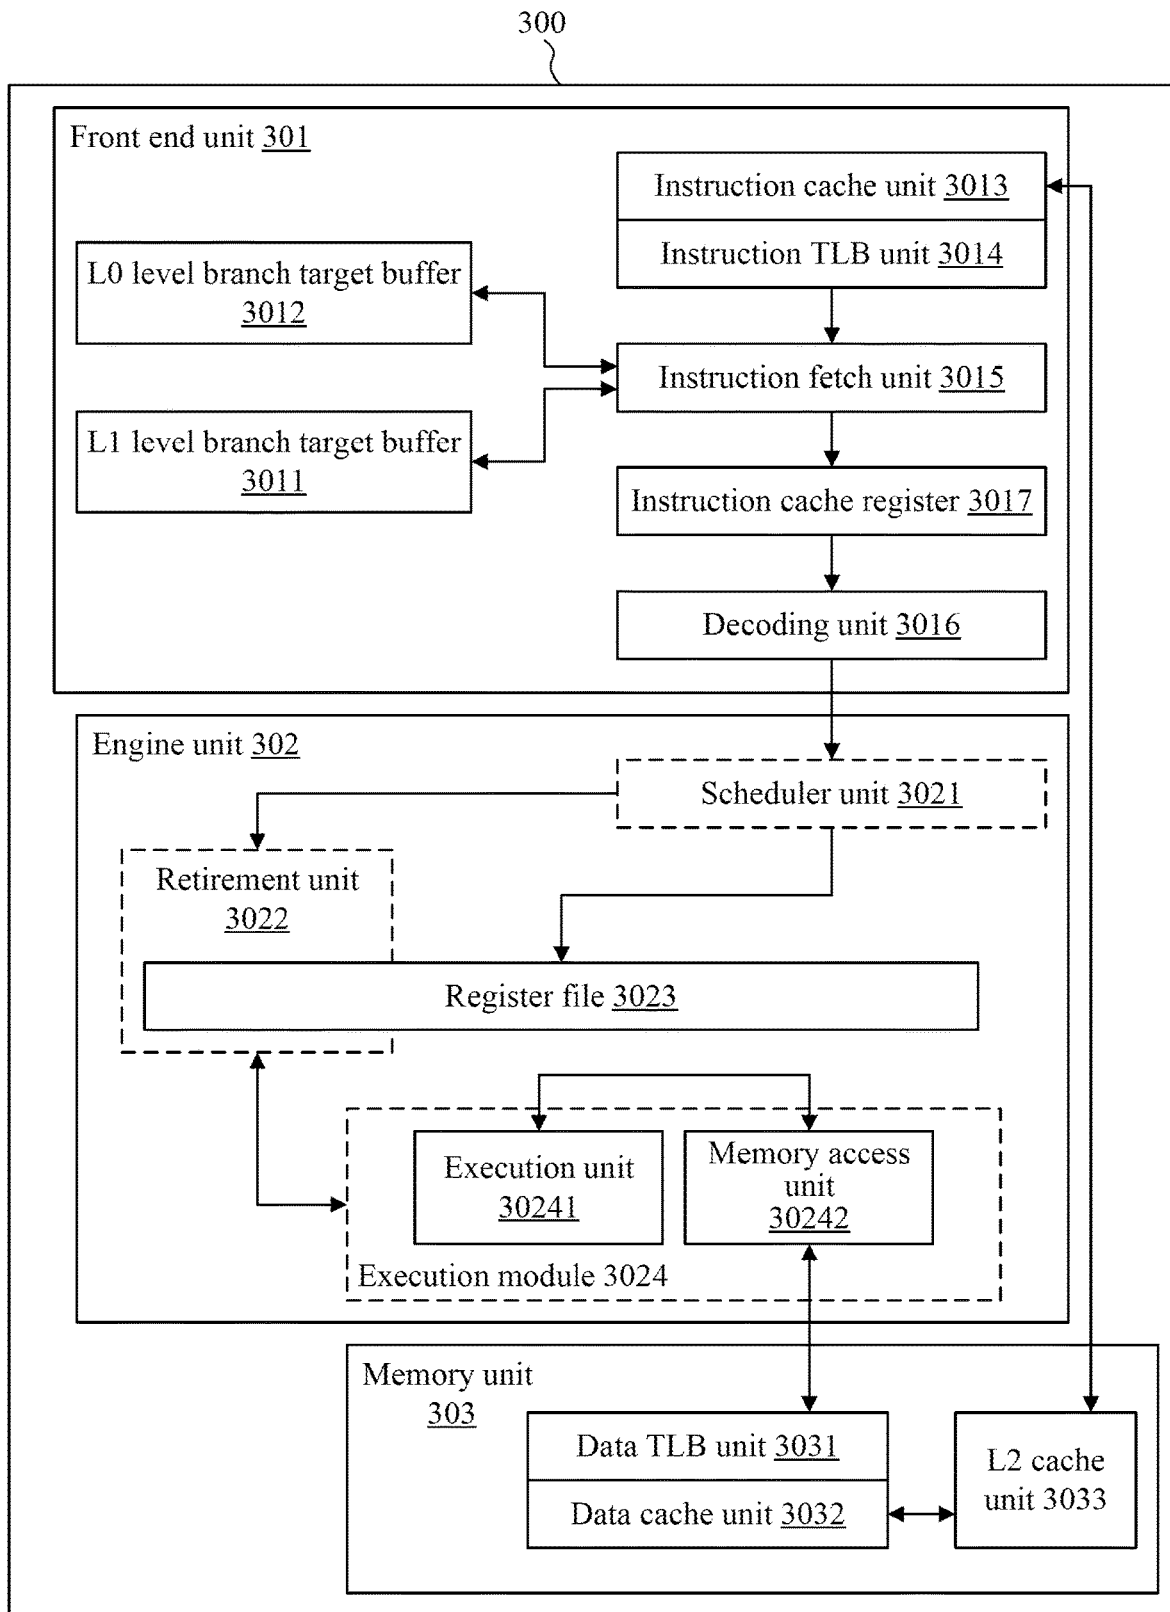 300
Front end unit 301
Instruction cache unit 3013
Instruction TLB unit 3014
L0 level branch target buffer
3012
Instruction fetch unit 3015
L1 level branch target buffer
3011
Instruction cache register 3017
Decoding unit 3016
Engine unit 302
Scheduler unit 3021
Retirement unit
3022
Register file 3023
Execution unit
30241
Memory access
unit
30242
Execution module 3024
Memory unit
303
Data TLB unit 3031
Data cache unit 3032
L2 cache
unit 3033